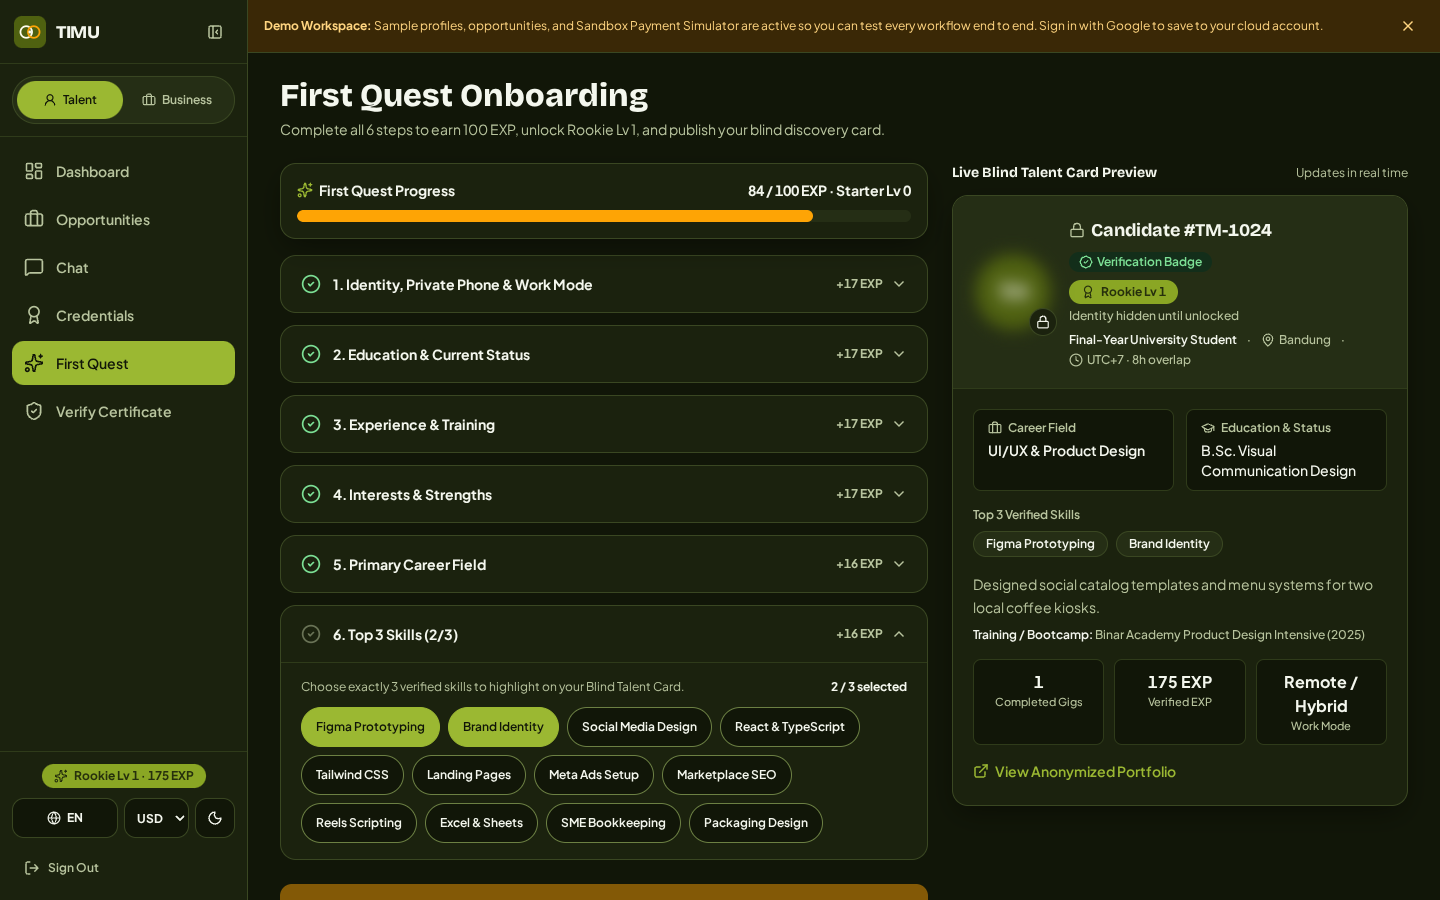 TIMU
Talent
Business
Dashboard
Opportunities
Chat
Credentials
First Quest
Verify Certificate
Rookie Lv 1 · 175 EXP
EN
USD
Sign Out
Demo Workspace: Sample profiles, opportunities, and Sandbox Payment Simulator are active so you can test every workflow end to end. Sign in with Google to save to your cloud account.
First Quest Onboarding
Complete all 6 steps to earn 100 EXP, unlock Rookie Lv 1, and publish your blind discovery card.
First Quest Progress
84 / 100 EXP · Starter Lv 0
1. Identity, Private Phone & Work Mode
+17 EXP
2. Education & Current Status
+17 EXP
3. Experience & Training
+17 EXP
4. Interests & Strengths
+17 EXP
5. Primary Career Field
+16 EXP
6. Top 3 Skills (2/3)
+16 EXP
Choose exactly 3 verified skills to highlight on your Blind Talent Card.
2 / 3 selected
Figma Prototyping
Brand Identity
Social Media Design
React & TypeScript
Tailwind CSS
Landing Pages
Meta Ads Setup
Marketplace SEO
Reels Scripting
Excel & Sheets
SME Bookkeeping
Packaging Design
Live Blind Talent Card Preview
Updates in real time
Candidate #TM-1024
Verification Badge
Rookie Lv 1
Identity hidden until unlocked
Final-Year University Student · Bandung ·
UTC+7 · 8h overlap
Career Field
UI/UX & Product Design
Education & Status
B.Sc. Visual
Communication Design
Top 3 Verified Skills
Figma Prototyping
Brand Identity
Designed social catalog templates and menu systems for two
local coffee kiosks.
Training / Bootcamp: Binar Academy Product Design Intensive (2025)
1
Completed Gigs
175 EXP
Verified EXP
Remote /
Hybrid
Work Mode
View Anonymized Portfolio